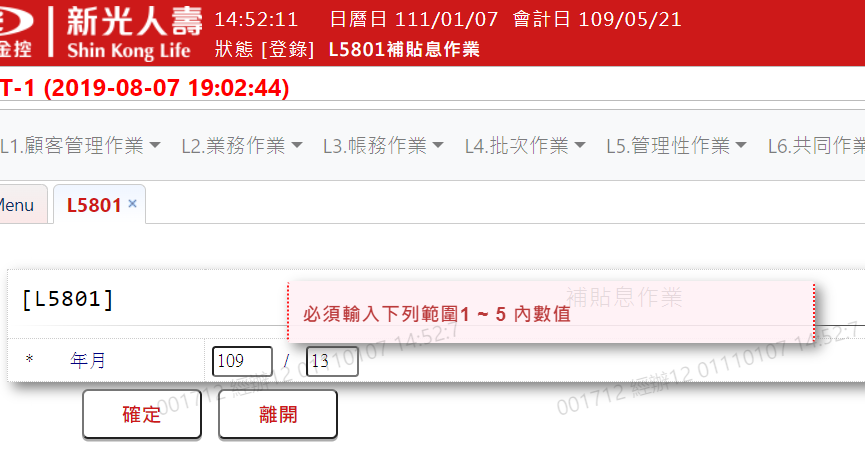 金控 新光人壽 14:52:11 日曆日 111/01/07 會計日 109/05/21
Shin Kong Life 狀態 [登錄] L5801補貼息作業
T-1 (2019-08-07 19:02:44)
L1.顧客管理作業 L2.業務作業 L3.帳務作業 L4.批次作業 L5.管理性作業 L6.共同作業
Menu L5801 ×
[L5801] 補貼息作業
必須輸入下列範圍1 ~ 5 內數值
* 年月 109 / 13
確定 離開
001712 經辦12 01110107 14:52:7
001712 經辦12 01110107 14:52:7